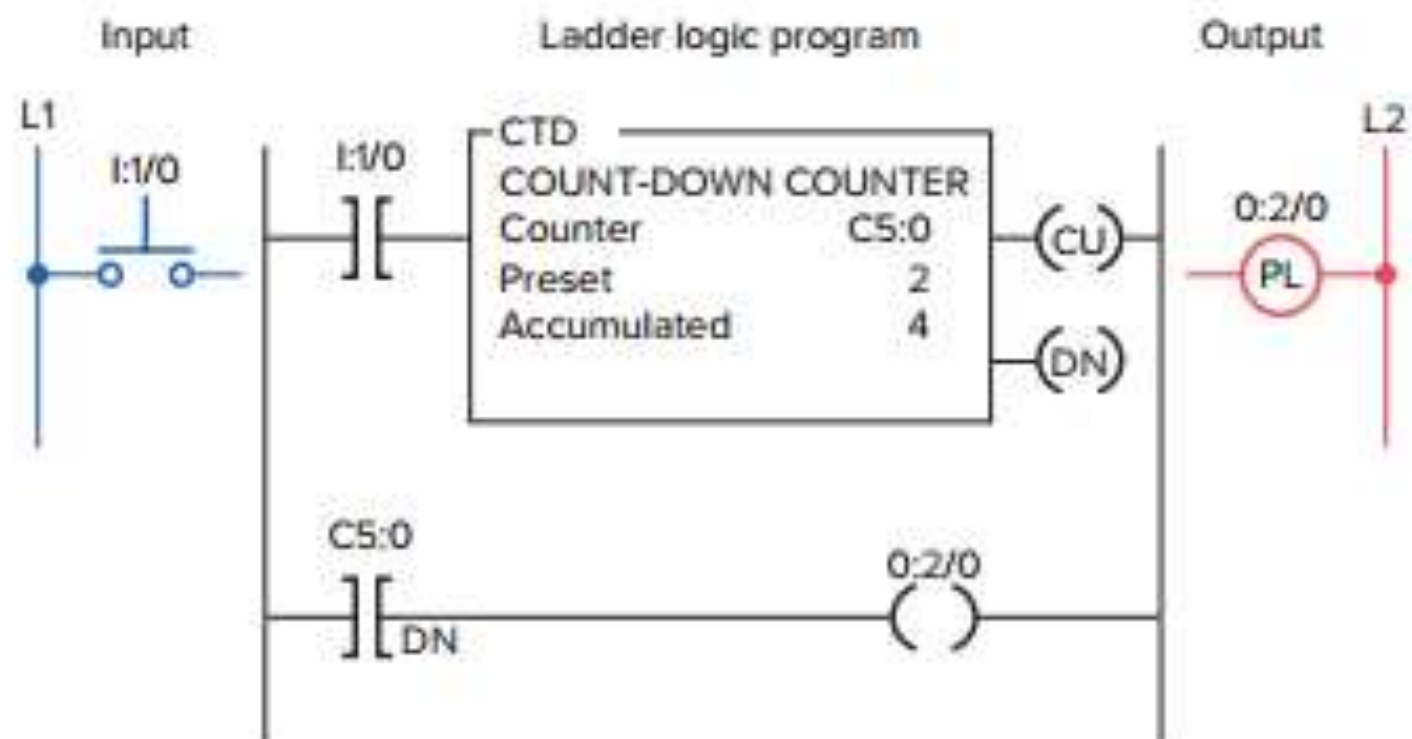 Input
Ladder logic program
Output
L1
I:1/0
I:1/0
CTD
COUNT-DOWN COUNTER
Counter C5:0
Preset 2
Accumulated 4
CU
DN
L2
0:2/0
PL
C5:0
DN
0:2/0